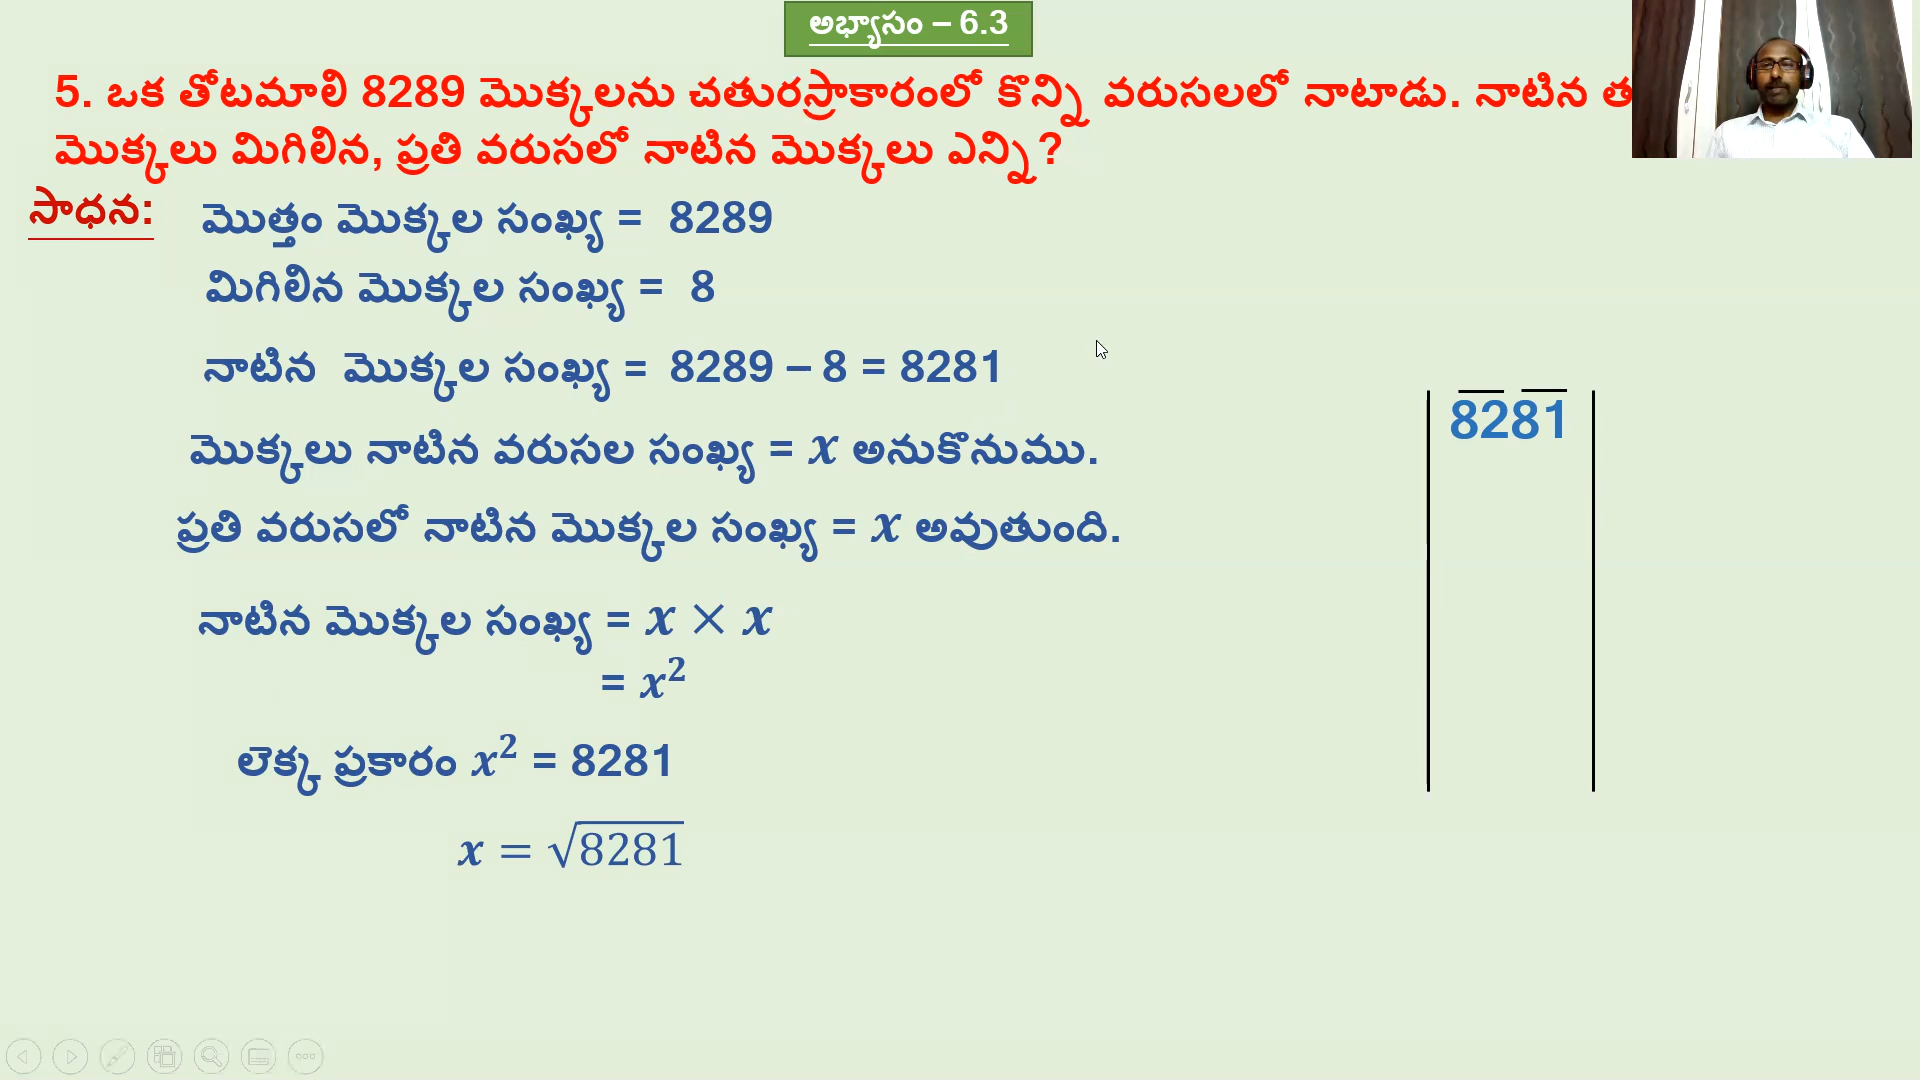 అభ్యాసం – 6.3
5. ఒక తోటమాలి 8289 మొక్కలను చతురస్రాకారంలో కొన్ని వరుసలలో నాటాడు. నాటిన
మొక్కలు మిగిలిన, ప్రతి వరుసలో నాటిన మొక్కలు ఎన్ని?
సాధన:
మొత్తం మొక్కల సంఖ్య = 8289
మిగిలిన మొక్కల సంఖ్య = 8
నాటిన మొక్కల సంఖ్య = 8289 – 8 = 8281
మొక్కలు నాటిన వరుసల సంఖ్య = x అనుకొనుము.
ప్రతి వరుసలో నాటిన మొక్కల సంఖ్య = x అవుతుంది.
నాటిన మొక్కల సంఖ్య = x × x
= x²
లెక్క ప్రకారం x² = 8281
x = √8281
8281